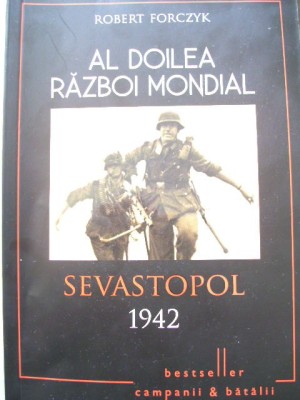 ROBERT FORCZYK
AL DOILEA
RĂZBOI MONDIAL
SEVASTOPOL
1942
bestseller
campanii & bătălii